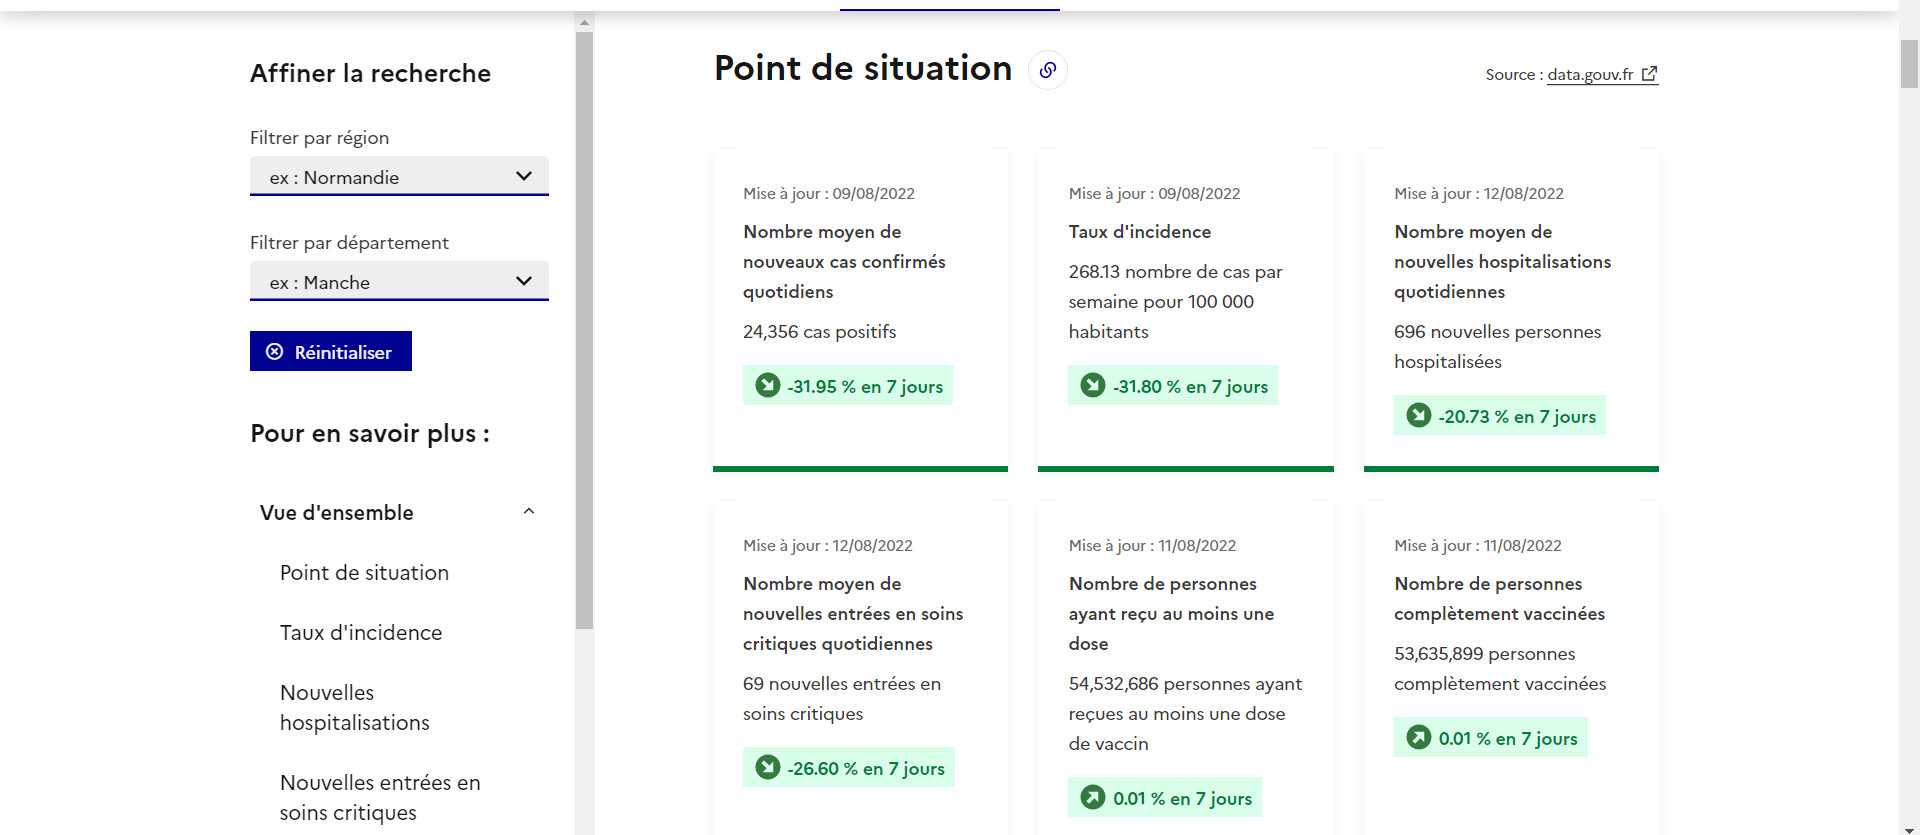 Affiner la recherche
Filtrer par région
ex : Normandie
Filtrer par département
ex : Manche
Réinitialiser
Pour en savoir plus :
Vue d'ensemble
Point de situation
Taux d'incidence
Nouvelles
hospitalisations
Nouvelles entrées en
soins critiques
Point de situation
Source : data.gouv.fr
Mise à jour : 09/08/2022
Nombre moyen de
nouveaux cas confirmés
quotidiens
24,356 cas positifs
-31.95 % en 7 jours
Mise à jour : 09/08/2022
Taux d'incidence
268.13 nombre de cas par
semaine pour 100 000
habitants
-31.80 % en 7 jours
Mise à jour : 12/08/2022
Nombre moyen de
nouvelles hospitalisations
quotidiennes
696 nouvelles personnes
hospitalisées
-20.73 % en 7 jours
Mise à jour : 12/08/2022
Nombre moyen de
nouvelles entrées en soins
critiques quotidiennes
69 nouvelles entrées en
soins critiques
-26.60 % en 7 jours
Mise à jour : 11/08/2022
Nombre de personnes
ayant reçu au moins une
dose
54,532,686 personnes ayant
reçues au moins une dose
de vaccin
0.01 % en 7 jours
Mise à jour : 11/08/2022
Nombre de personnes
complètement vaccinées
53,635,899 personnes
complètement vaccinées
0.01 % en 7 jours